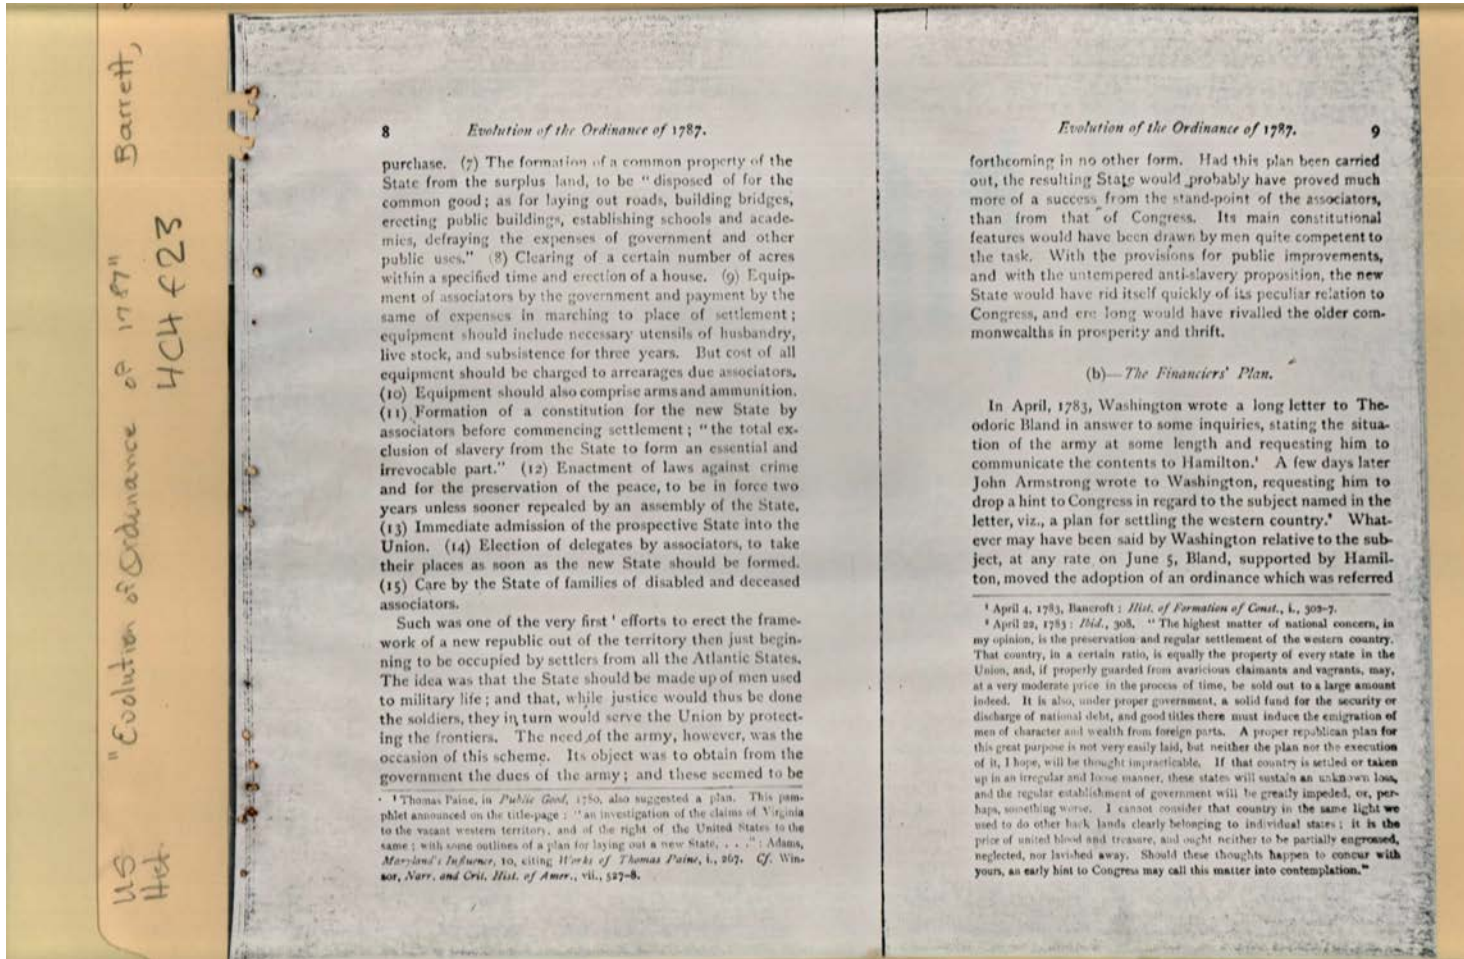 US "Evolution of Ordinance of 1787" Barrett,
Hist. 4C4 f23
8 Evolution of the Ordinance of 1787.
purchase. (7) The formation of a common property of the
State from the surplus land, to be “disposed of for the
common good; as for laying out roads, building bridges,
erecting public buildings, establishing schools and acade-
mies, defraying the expenses of government and other
public uses.” (8) Clearing of a certain number of acres
within a specified time and erection of a house. (9) Equip-
ment of associators by the government and payment by the
same of expenses in marching to place of settlement;
equipment should include necessary utensils of husbandry,
live stock, and subsistence for three years. But cost of all
equipment should be charged to arrearages due associators.
(10) Equipment should also comprise arms and ammunition.
(11) Formation of a constitution for the new State by
associators before commencing settlement; “the total ex-
clusion of slavery from the State to form an essential and
irrevocable part.” (12) Enactment of laws against crime
and for the preservation of the peace, to be in force two
years unless sooner repealed by an assembly of the State.
(13) Immediate admission of the prospective State into the
Union. (14) Election of delegates by associators, to take
their places as soon as the new State should be formed.
(15) Care by the State of families of disabled and deceased
associators.
Such was one of the very first ¹ efforts to erect the frame-
work of a new republic out of the territory then just begin-
ning to be occupied by settlers from all the Atlantic States.
The idea was that the State should be made up of men used
to military life; and that, while justice would thus be done
the soldiers, they in turn would serve the Union by protect-
ing the frontiers. The need of the army, however, was the
occasion of this scheme. Its object was to obtain from the
government the dues of the army; and these seemed to be
¹ Thomas Paine, in Public Good, 1780, also suggested a plan. This pam-
phlet announced on the title-page: “an investigation of the claims of Virginia
to the vacant western territory, and of the right of the United States to the
same; with some outlines of a plan for laying out a new State, . . .”: Adams,
Maryland's Influence, 10, citing Works of Thomas Paine, i., 267. Cf. Win-
sor, Narr. and Crit. Hist. of Amer., vii., 527-8.
Evolution of the Ordinance of 1787. 9
forthcoming in no other form. Had this plan been carried
out, the resulting State would probably have proved much
more of a success from the stand-point of the associators,
than from that of Congress. Its main constitutional
features would have been drawn by men quite competent to
the task. With the provisions for public improvements,
and with the untempered anti-slavery proposition, the new
State would have rid itself quickly of its peculiar relation to
Congress, and ere long would have rivalled the older com-
monwealths in prosperity and thrift.
(b)—The Financiers' Plan.
In April, 1783, Washington wrote a long letter to The-
odoric Bland in answer to some inquiries, stating the situa-
tion of the army at some length and requesting him to
communicate the contents to Hamilton.¹ A few days later
John Armstrong wrote to Washington, requesting him to
drop a hint to Congress in regard to the subject named in the
letter, viz., a plan for settling the western country.² What-
ever may have been said by Washington relative to the sub-
ject, at any rate on June 5, Bland, supported by Hamil-
ton, moved the adoption of an ordinance which was referred
¹ April 4, 1783, Bancroft: Hist. of Formation of Const., i., 302-7.
² April 22, 1783: Ibid., 308. “The highest matter of national concern, in
my opinion, is the preservation and regular settlement of the western country.
That country, in a certain ratio, is equally the property of every state in the
Union, and, if properly guarded from avaricious claimants and vagrants, may,
at a very moderate price in the process of time, be sold out to a large amount
indeed. It is also, under proper government, a solid fund for the security or
discharge of national debt, and good titles there must induce the emigration of
men of character and wealth from foreign parts. A proper republican plan for
this great purpose is not very easily laid, but neither the plan nor the execution
of it, I hope, will be thought impracticable. If that country is settled or taken
up in an irregular and loose manner, these states will sustain an unknown loss,
and the regular establishment of government will be greatly impeded, or, per-
haps, something worse. I cannot consider that country in the same light we
used to do other back lands clearly belonging to individual states; it is the
price of united blood and treasure, and ought neither to be partially engrossed,
neglected, nor lavished away. Should these thoughts happen to concur with
yours, an early hint to Congress may call this matter into contemplation.”